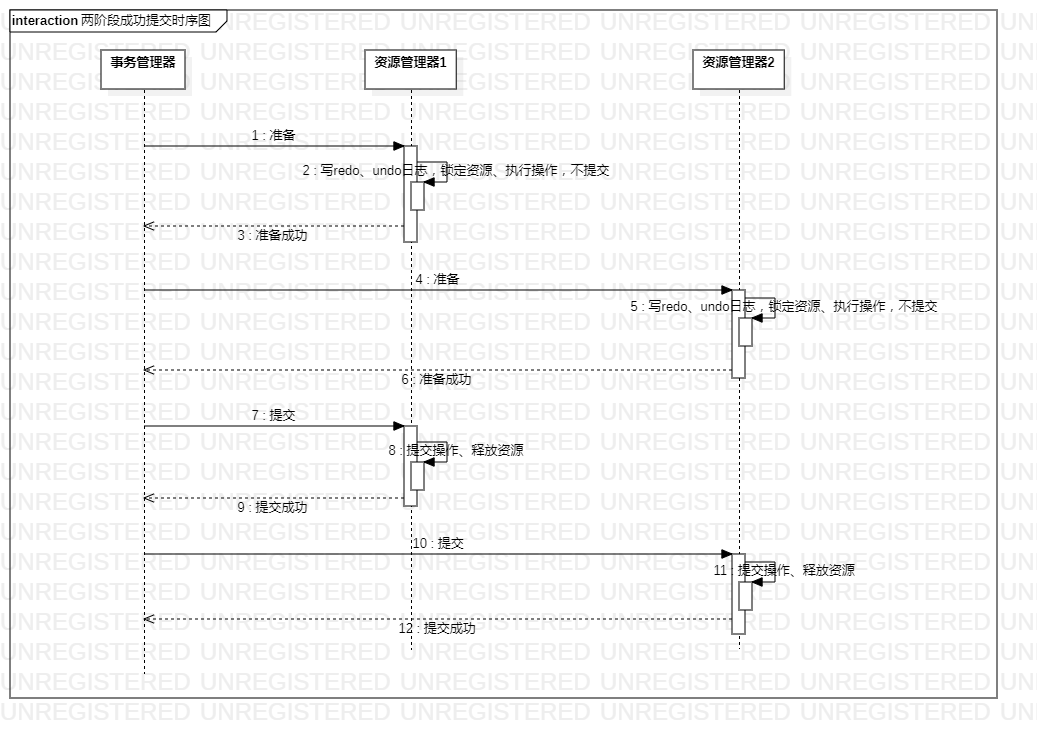 interaction 两阶段成功提交时序图
事务管理器
资源管理器1
资源管理器2
1 : 准备
2 : 写redo、undo日志，锁定资源、执行操作，不提交
3 : 准备成功
4 : 准备
5 : 写redo、undo日志，锁定资源、执行操作，不提交
6 : 准备成功
7 : 提交
8 : 提交操作、释放资源
9 : 提交成功
10 : 提交
11 : 提交操作、释放资源
12 : 提交成功
UNREGISTERED